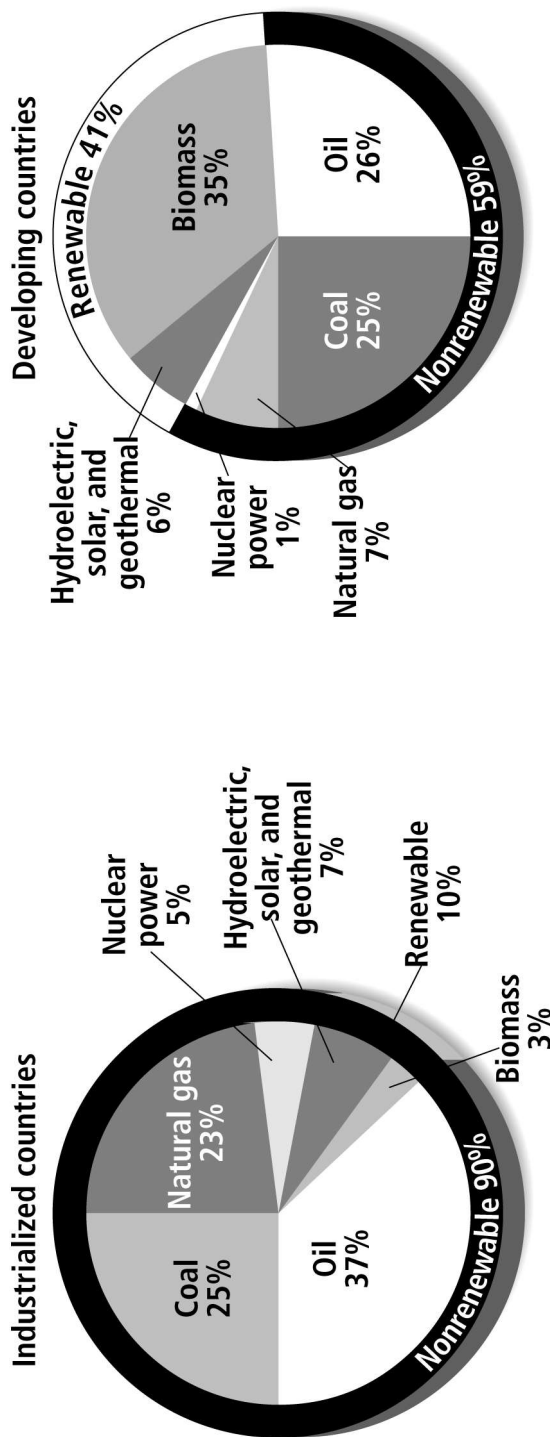 Industrialized countries
Coal
25%
Natural gas
23%
Nuclear
power
5%
Hydroelectric,
solar, and
geothermal
7%
Renewable
10%
Biomass
3%
Oil
37%
Nonrenewable 90%
Developing countries
Renewable 41%
Hydroelectric,
solar, and
geothermal
6%
Nuclear
power
1%
Natural gas
7%
Biomass
35%
Oil
26%
Coal
25%
Nonrenewable 59%